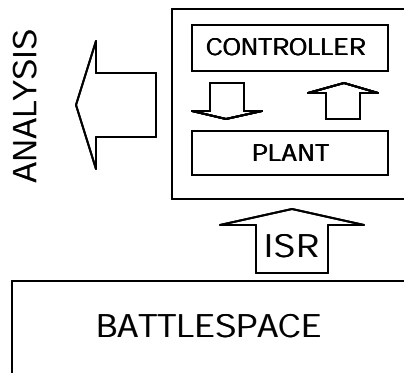 ANALYSIS
CONTROLLER
PLANT
ISR
BATTLESPACE